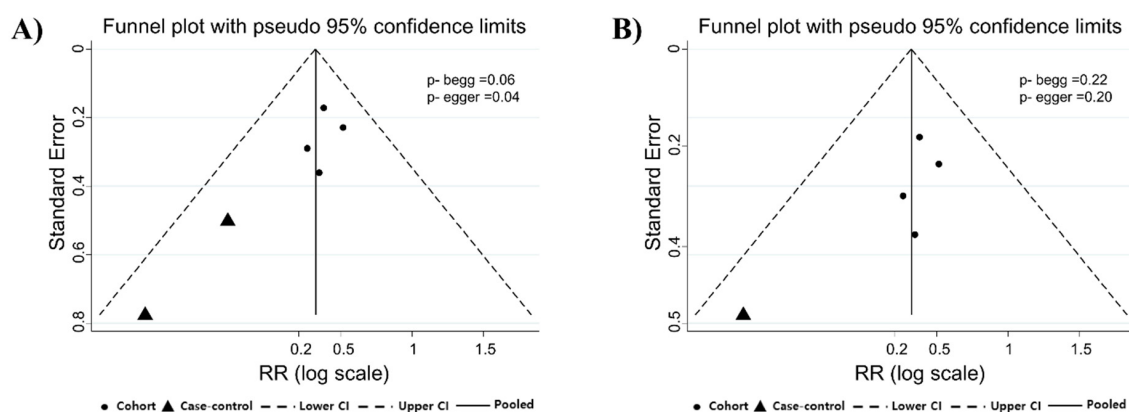 A)
Funnel plot with pseudo 95% confidence limits
p- begg =0.06
p- egger =0.04
Standard Error
0
0.2
0.4
0.6
0.8
0.2 0.5 1 1.5
RR (log scale)
Cohort Case-control Lower CI Upper CI Pooled
B)
Funnel plot with pseudo 95% confidence limits
p- begg =0.22
p- egger =0.20
Standard Error
0
0.2
0.4
0.5
0.2 0.5 1 1.5
RR (log scale)
Cohort Case-control Lower CI Upper CI Pooled